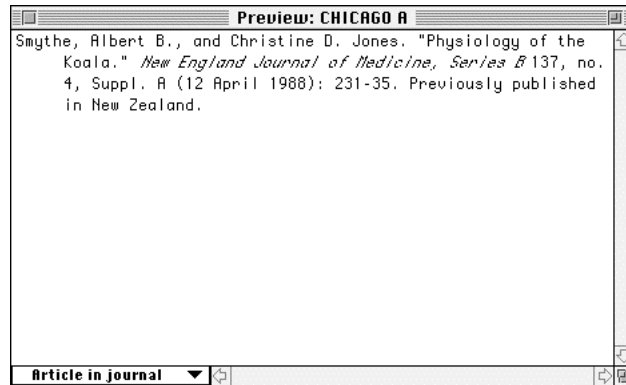 Preview: CHICAGO A
Smythe, Albert B., and Christine D. Jones. "Physiology of the
Koala." New England Journal of Medicine, Series B 137, no.
4, Suppl. A (12 April 1988): 231-35. Previously published
in New Zealand.
Article in journal